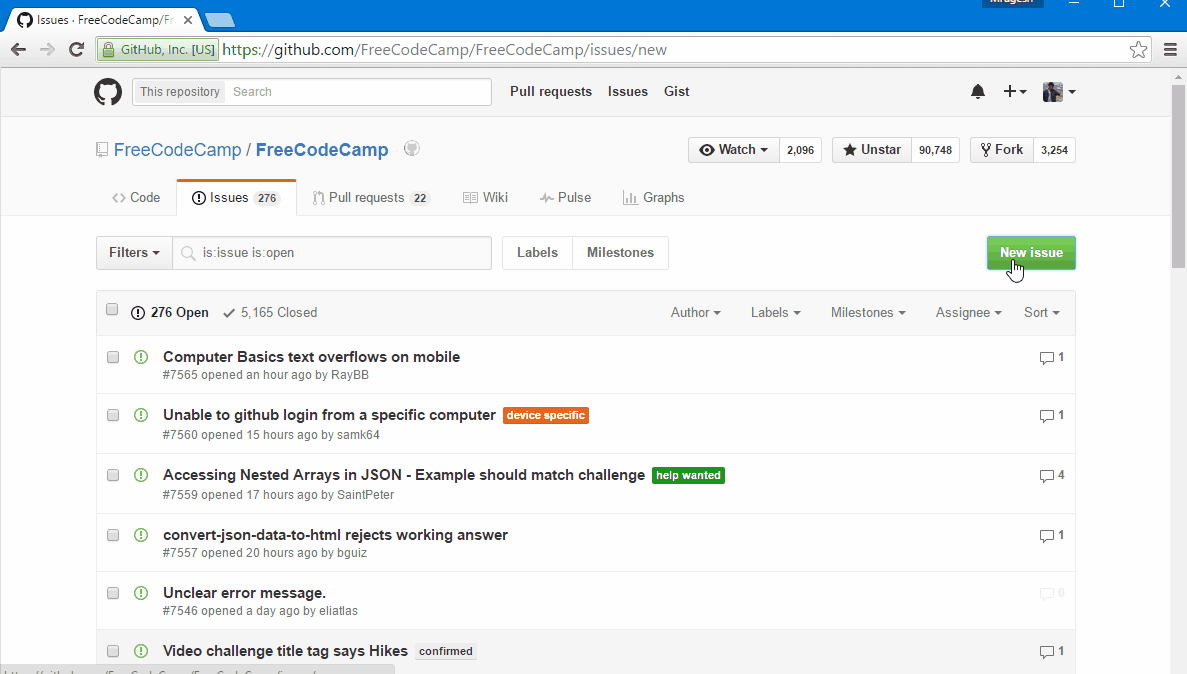 Issues · FreeCodeCamp/Fr
GitHub, Inc. [US] https://github.com/FreeCodeCamp/FreeCodeCamp/issues/new
This repository Search Pull requests Issues Gist
FreeCodeCamp / FreeCodeCamp Watch 2,096 Unstar 90,748 Fork 3,254
Code Issues 276 Pull requests 22 Wiki Pulse Graphs
Filters is:issue is:open Labels Milestones New issue
276 Open 5,165 Closed Author Labels Milestones Assignee Sort
Computer Basics text overflows on mobile 1
#7565 opened an hour ago by RayBB
Unable to github login from a specific computer device specific 1
#7560 opened 15 hours ago by samk64
Accessing Nested Arrays in JSON - Example should match challenge help wanted 4
#7559 opened 17 hours ago by SaintPeter
convert-json-data-to-html rejects working answer 1
#7557 opened 20 hours ago by bguiz
Unclear error message. 0
#7546 opened a day ago by eliatlas
Video challenge title tag says Hikes confirmed 1